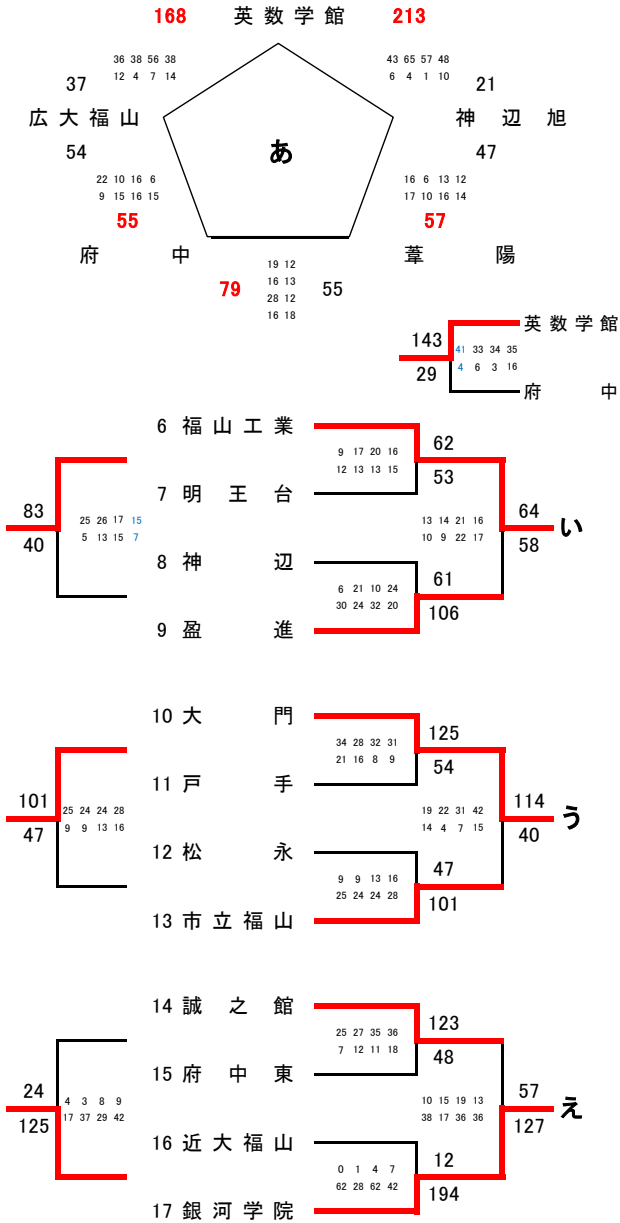 168 英数学館 213
36 38 56 38 43 65 57 48
12 4 7 14 6 4 1 10
37 21
広大福山 神辺旭
あ
54 47
22 10 16 6 16 6 13 12
9 15 16 15 17 10 16 14
55 57
府中 葦陽
19 12
16 13
79 55
28 12
16 18
英数学館
143
41 33 34 35
4 6 3 16
29
府中
6 福山工業
62
9 17 20 16
12 13 13 15
53
7 明王台
83 64
25 26 17 15 13 14 21 16 い
5 13 15 7 10 9 22 17
40 58
8 神辺
61
6 21 10 24
30 24 32 20
106
9 盈進
10 大門
125
34 28 32 31
21 16 8 9
54
11 戸手
101 114
25 24 24 28 19 22 31 42 う
9 9 13 16 14 4 7 15
47 40
12 松永
47
9 9 13 16
25 24 24 28
101
13 市立福山
14 誠之館
123
25 27 35 36
7 12 11 18
48
15 府中東
24 57
4 3 8 9 10 15 19 13 え
17 37 29 42 38 17 36 36
125 127
16 近大福山
12
0 1 4 7
62 28 62 42
194
17 銀河学院